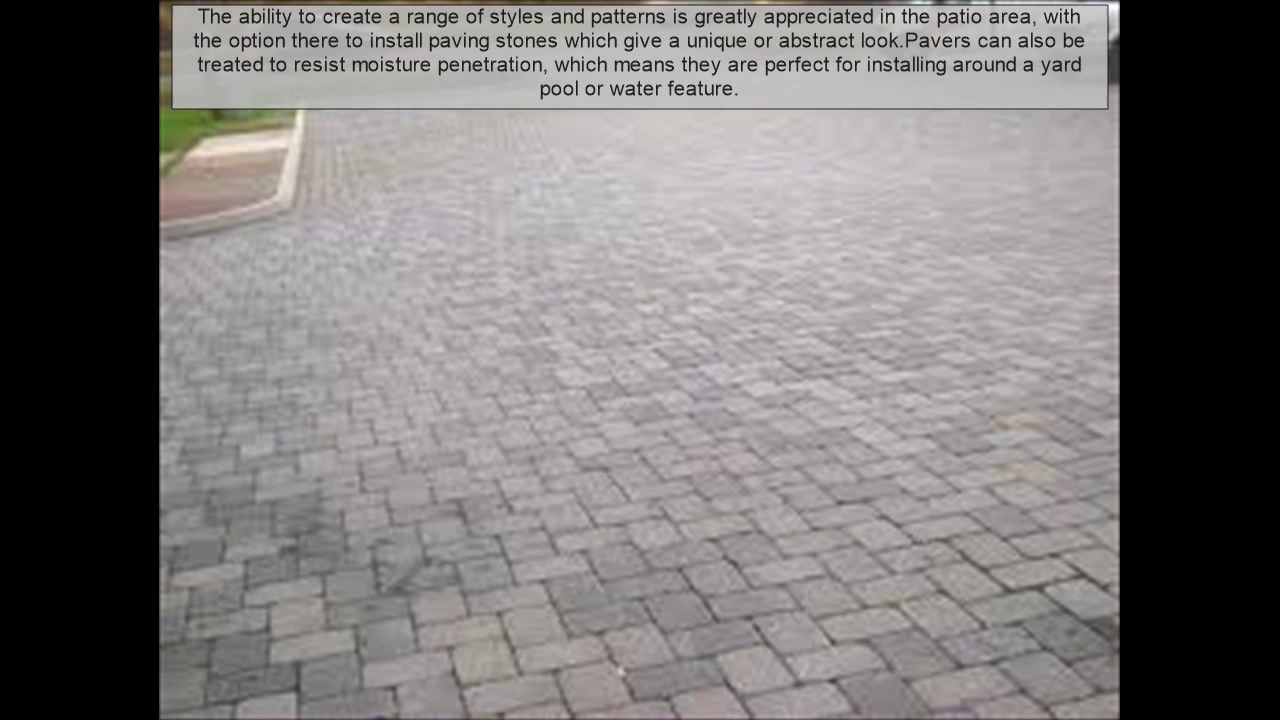 The ability to create a range of styles and patterns is greatly appreciated in the patio area, with
the option there to install paving stones which give a unique or abstract look.Pavers can also be
treated to resist moisture penetration, which means they are perfect for installing around a yard
pool or water feature.